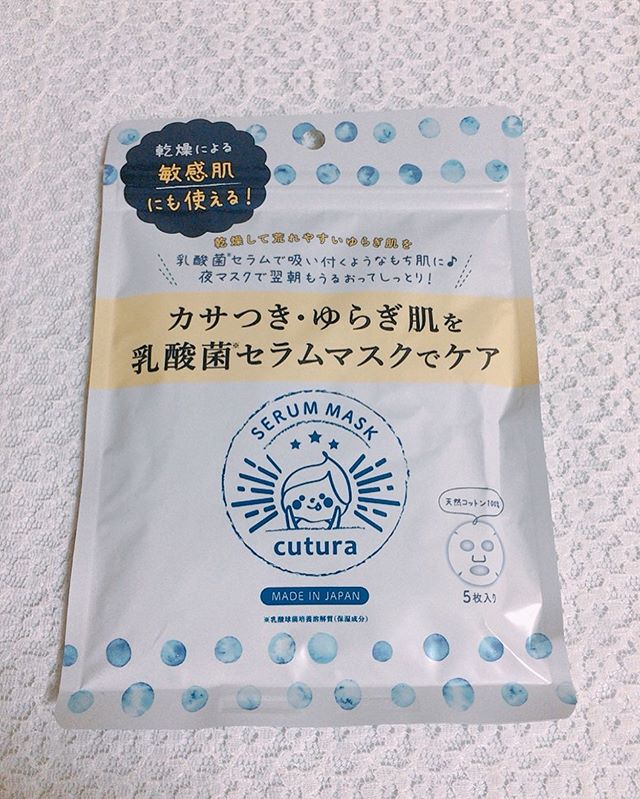 乾燥による
敏感肌
にも使える!
乾燥して荒れやすいゆらぎ肌を
乳酸菌※セラムで吸い付くようなもち肌に♪
夜マスクで翌朝もうるおってしっとり!
カサつき・ゆらぎ肌を
乳酸菌※セラムマスクでケア
SERUM MASK
cutura
天然コットン100%
5枚入り
MADE IN JAPAN
※乳酸球菌培養溶解質(保湿成分)